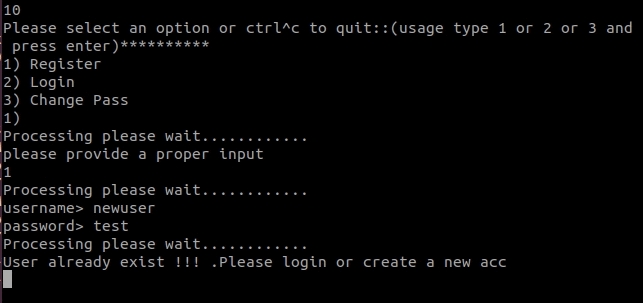 10
Please select an option or ctrl^c to quit::(usage type 1 or 2 or 3 and
 press enter)**********
1) Register
2) Login
3) Change Pass
1)
Processing please wait............
please provide a proper input
1
Processing please wait............
username> newuser
password> test
Processing please wait............
User already exist !!! .Please login or create a new acc